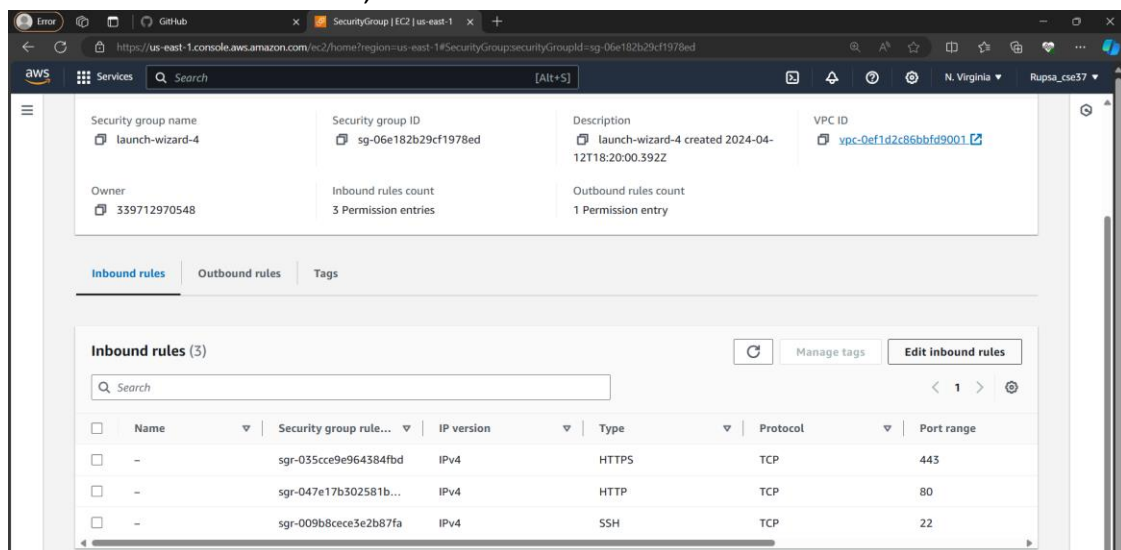 Error
GitHub
SecurityGroup | EC2 | us-east-1
https://us-east-1.console.aws.amazon.com/ec2/home?region=us-east-1#SecurityGroup:securityGroupId=sg-06e182b29cf1978ed
aws Services Search [Alt+S] N. Virginia Rupsa_cse37
Security group name Security group ID Description VPC ID
launch-wizard-4 sg-06e182b29cf1978ed launch-wizard-4 created 2024-04- vpc-0ef1d2c86bbfd9001
12T18:20:00.392Z
Owner Inbound rules count Outbound rules count
339712970548 3 Permission entries 1 Permission entry
Inbound rules Outbound rules Tags
Inbound rules (3) Manage tags Edit inbound rules
Search 1
Name Security group rule... IP version Type Protocol Port range
– sgr-035cce9e964384fbd IPv4 HTTPS TCP 443
– sgr-047e17b302581b... IPv4 HTTP TCP 80
– sgr-009b8cece3e2b87fa IPv4 SSH TCP 22